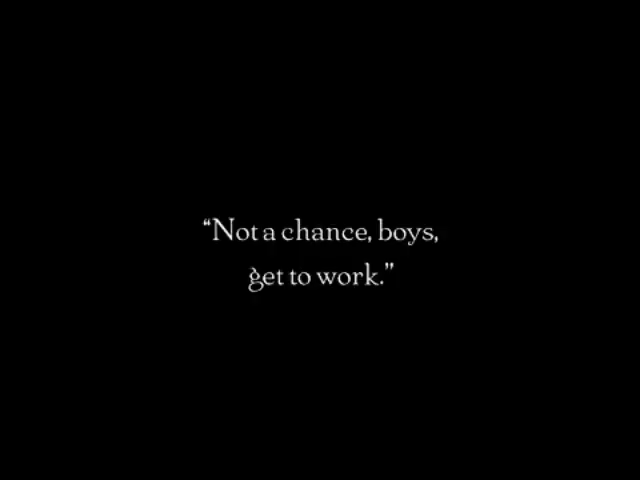 “Not a chance, boys,
get to work.”